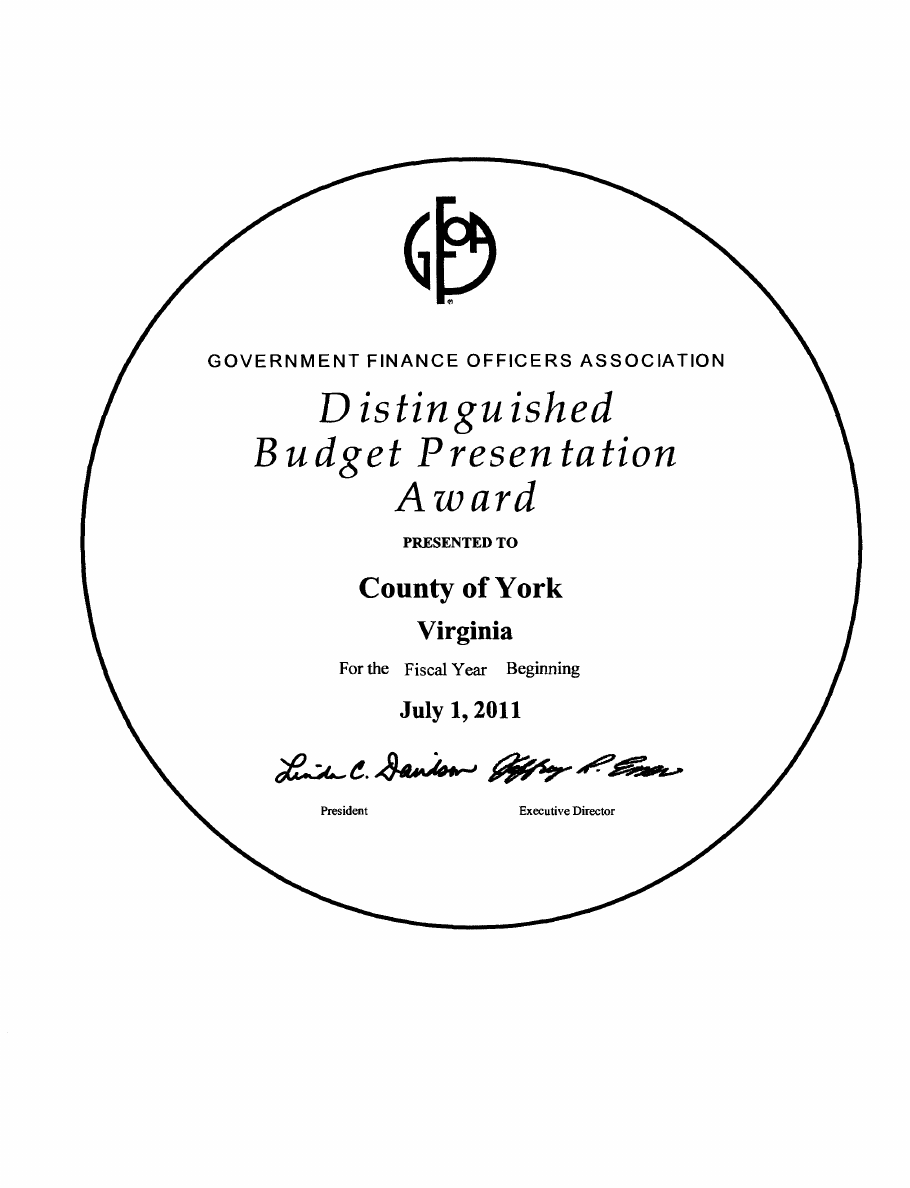 GFOA
®
GOVERNMENT FINANCE OFFICERS ASSOCIATION
Distinguished
Budget Presentation
Award
PRESENTED TO
County of York
Virginia
For the Fiscal Year Beginning
July 1, 2011
Linda C. Davidson Jeffrey R. Enser
President Executive Director